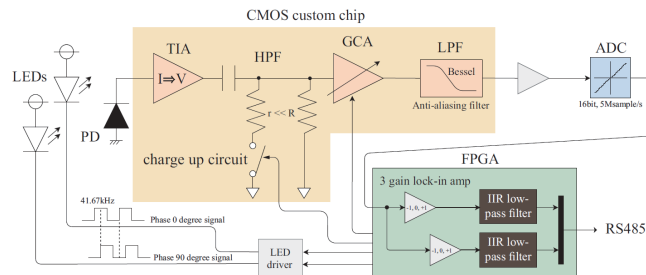 CMOS custom chip
TIA
HPF
GCA
LPF
ADC
LEDs
I⇒V
Bessel
Anti-aliasing filter
16bit, 5Msample/s
r << R
PD
charge up circuit
FPGA
3 gain lock-in amp
41.67kHz
-1, 0, +1
IIR low-
pass filter
Phase 0 degree signal
RS485
LED
driver
-1, 0, +1
IIR low-
pass filter
Phase 90 degree signal